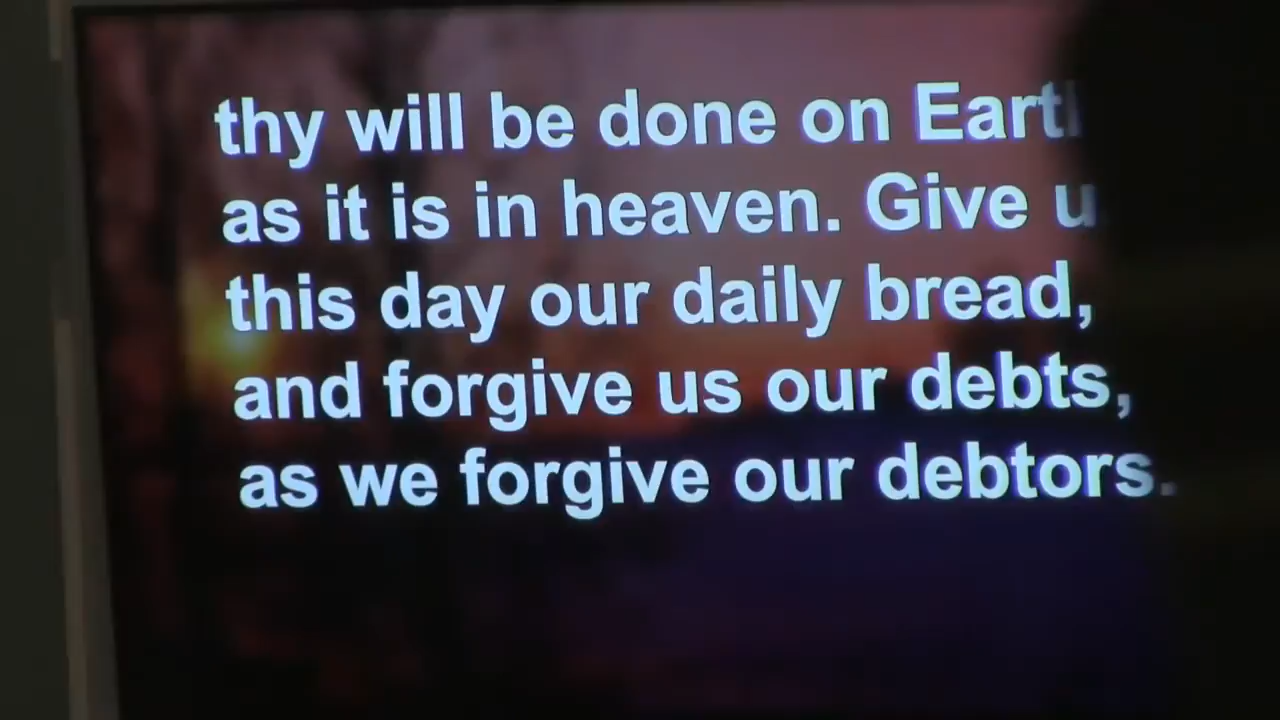 thy will be done on Earth
as it is in heaven. Give u
this day our daily bread,
and forgive us our debts,
as we forgive our debtors.